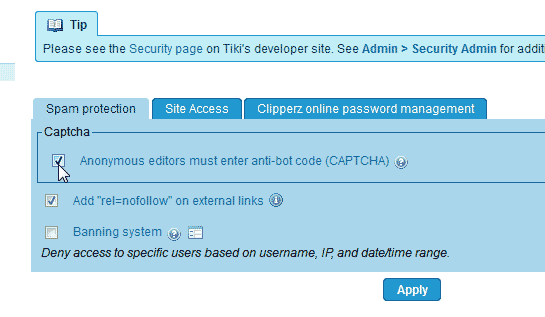 Tip
Please see the Security page on Tiki's developer site. See Admin > Security Admin for addit
Spam protection Site Access Clipperz online password management
Captcha
Anonymous editors must enter anti-bot code (CAPTCHA)
Add "rel=nofollow" on external links
Banning system
Deny access to specific users based on username, IP, and date/time range.
Apply